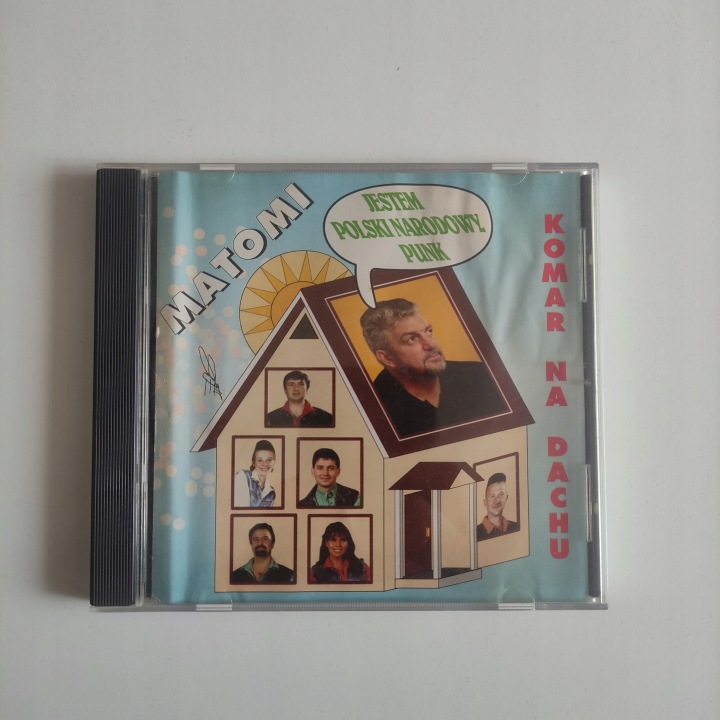 MATOMI
JESTEM
POLSKI NARODOWY.
PUNK
KOMAR NA DACHU